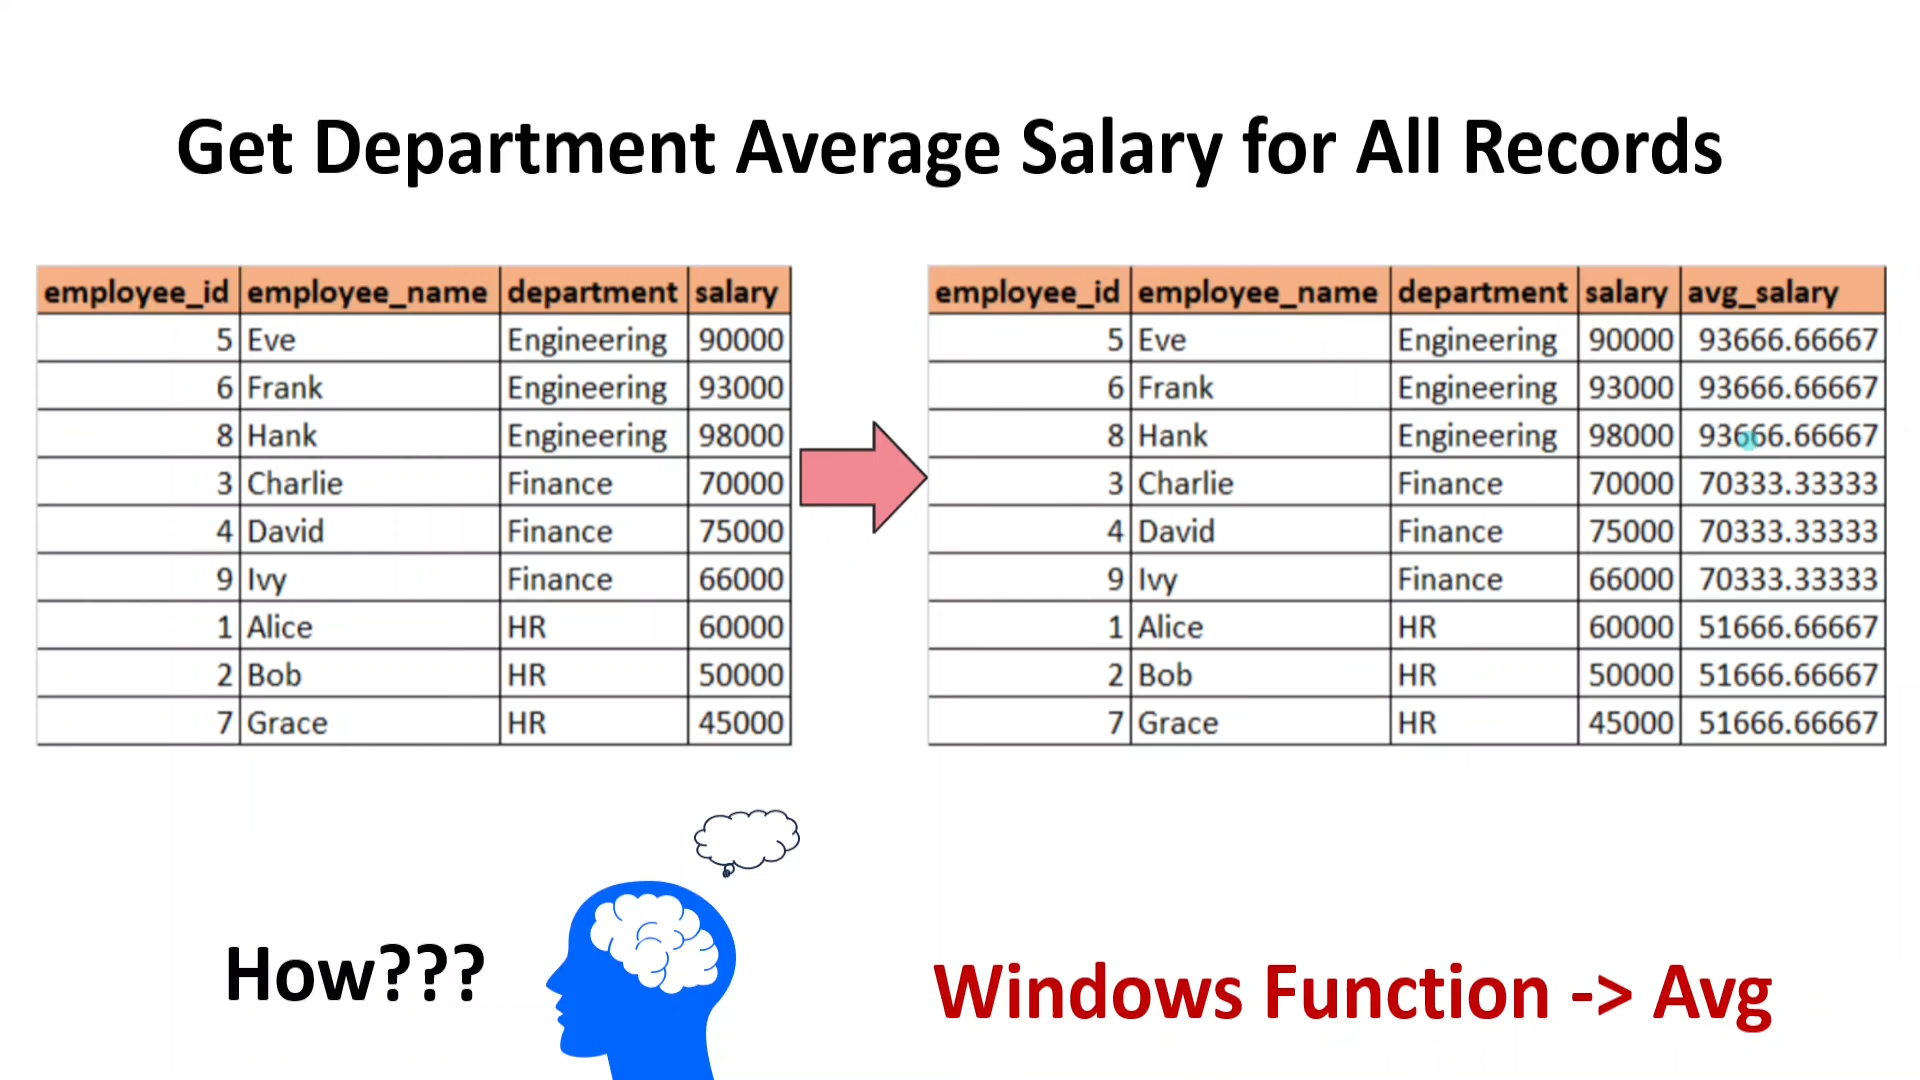 Get Department Average Salary for All Records
employee_id employee_name department salary
5 Eve Engineering 90000
6 Frank Engineering 93000
8 Hank Engineering 98000
3 Charlie Finance 70000
4 David Finance 75000
9 Ivy Finance 66000
1 Alice HR 60000
2 Bob HR 50000
7 Grace HR 45000
employee_id employee_name department salary avg_salary
5 Eve Engineering 90000 93666.66667
6 Frank Engineering 93000 93666.66667
8 Hank Engineering 98000 93666.66667
3 Charlie Finance 70000 70333.33333
4 David Finance 75000 70333.33333
9 Ivy Finance 66000 70333.33333
1 Alice HR 60000 51666.66667
2 Bob HR 50000 51666.66667
7 Grace HR 45000 51666.66667
How???
Windows Function -> Avg